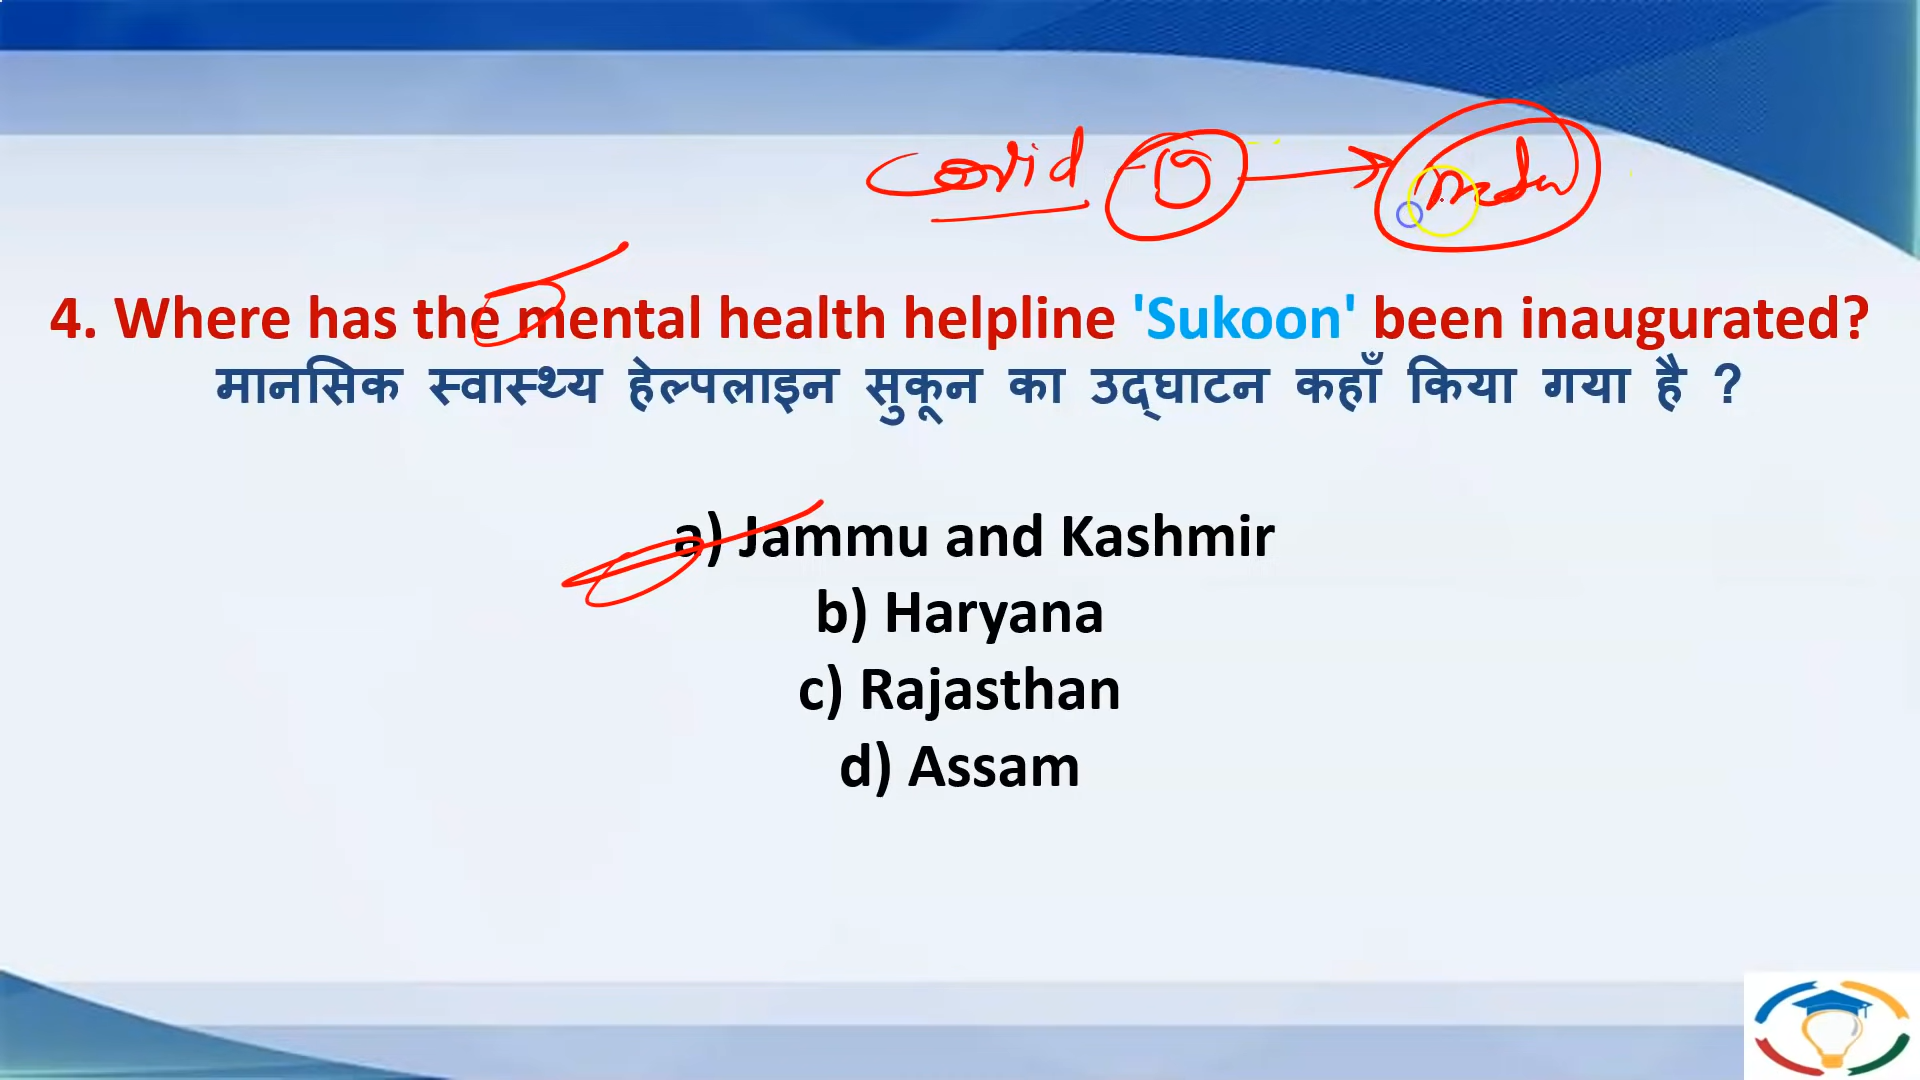 covid
4. Where has the mental health helpline 'Sukoon' been inaugurated?
मानसिक स्वास्थ्य हेल्पलाइन सुकून का उद्घाटन कहाँ किया गया है ?
a) Jammu and Kashmir
b) Haryana
c) Rajasthan
d) Assam